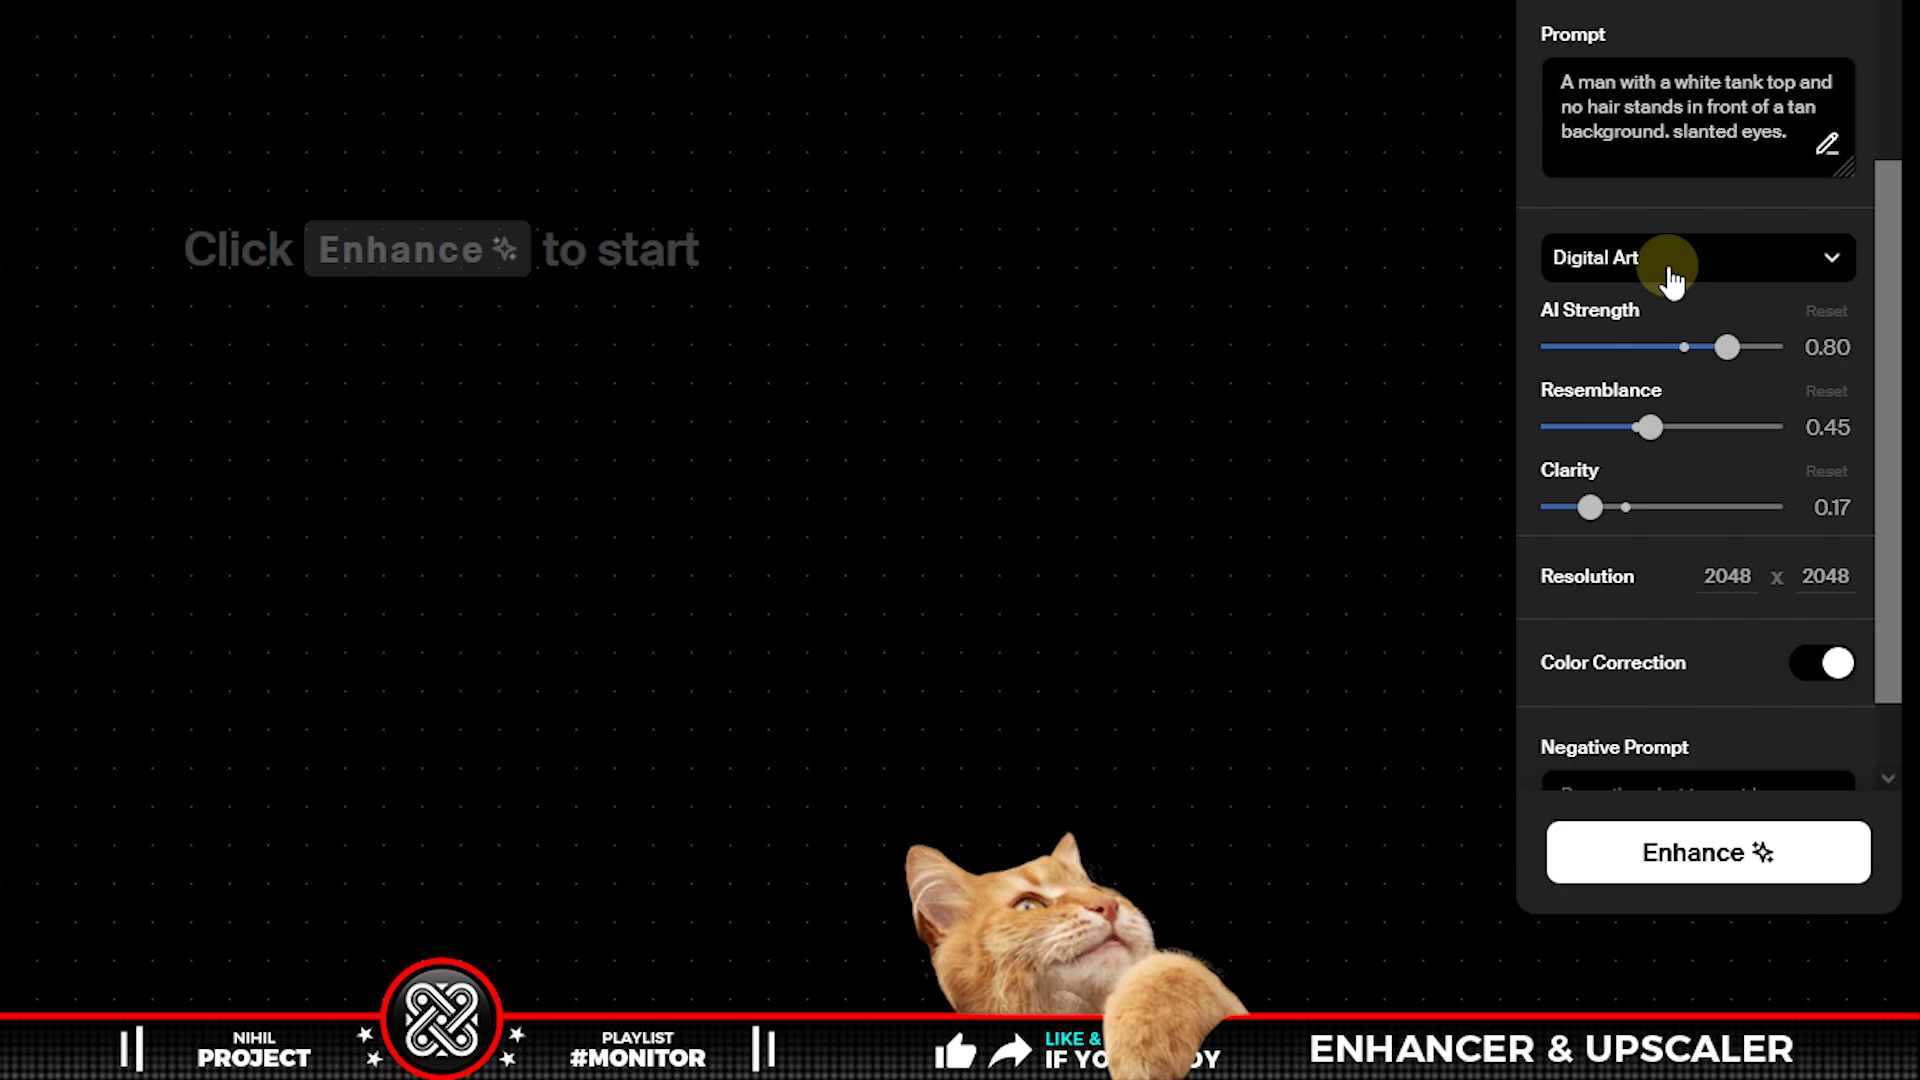 Prompt
A man with a white tank top and
no hair stands in front of a tan
background. slanted eyes.
Click Enhance to start
Digital Art
AI Strength
Reset
0.80
Resemblance
Reset
0.45
Clarity
Reset
0.17
Resolution
2048 x 2048
Color Correction
Negative Prompt
Enhance
NIHIL
PROJECT
PLAYLIST
#MONITOR
LIKE &
IF
ENHANCER & UPSCALER